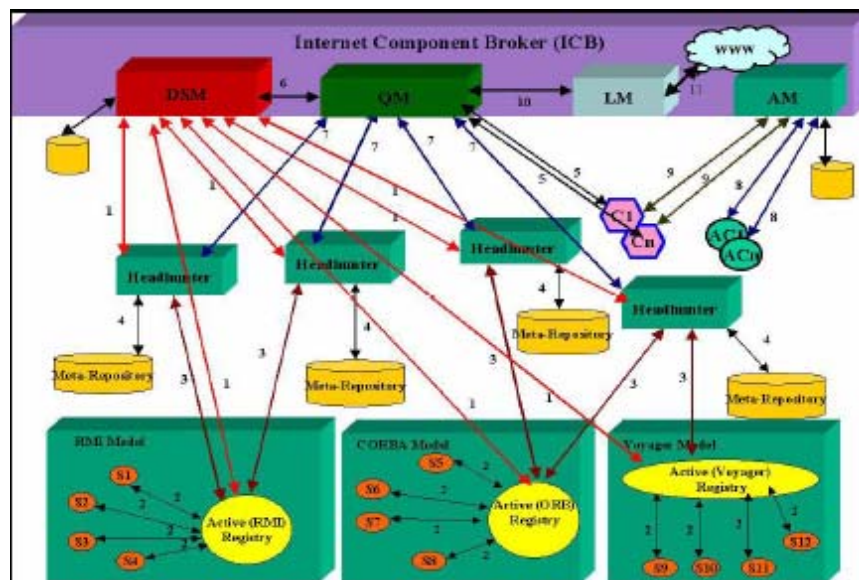 Internet Component Broker (ICB)
WWW
DSM
6
QM
10
LM
11
AM
7
7
7
7
5
5
9
9
8
8
1
1
1
1
C1
Cn
AC1
ACn
Headhunter
Headhunter
Headhunter
Headhunter
4
4
4
4
Meta-Repository
Meta-Repository
Meta-Repository
Meta-Repository
3
3
3
3
3
1
1
1
RMI Model
CORBA Model
Voyager Model
S1
S2
S3
S4
2
2
2
2
Active (RMI)
Registry
S5
S6
S7
S8
2
2
2
2
Active (ORB)
Registry
Active (Voyager)
Registry
2
2
2
2
S9
S10
S11
S12